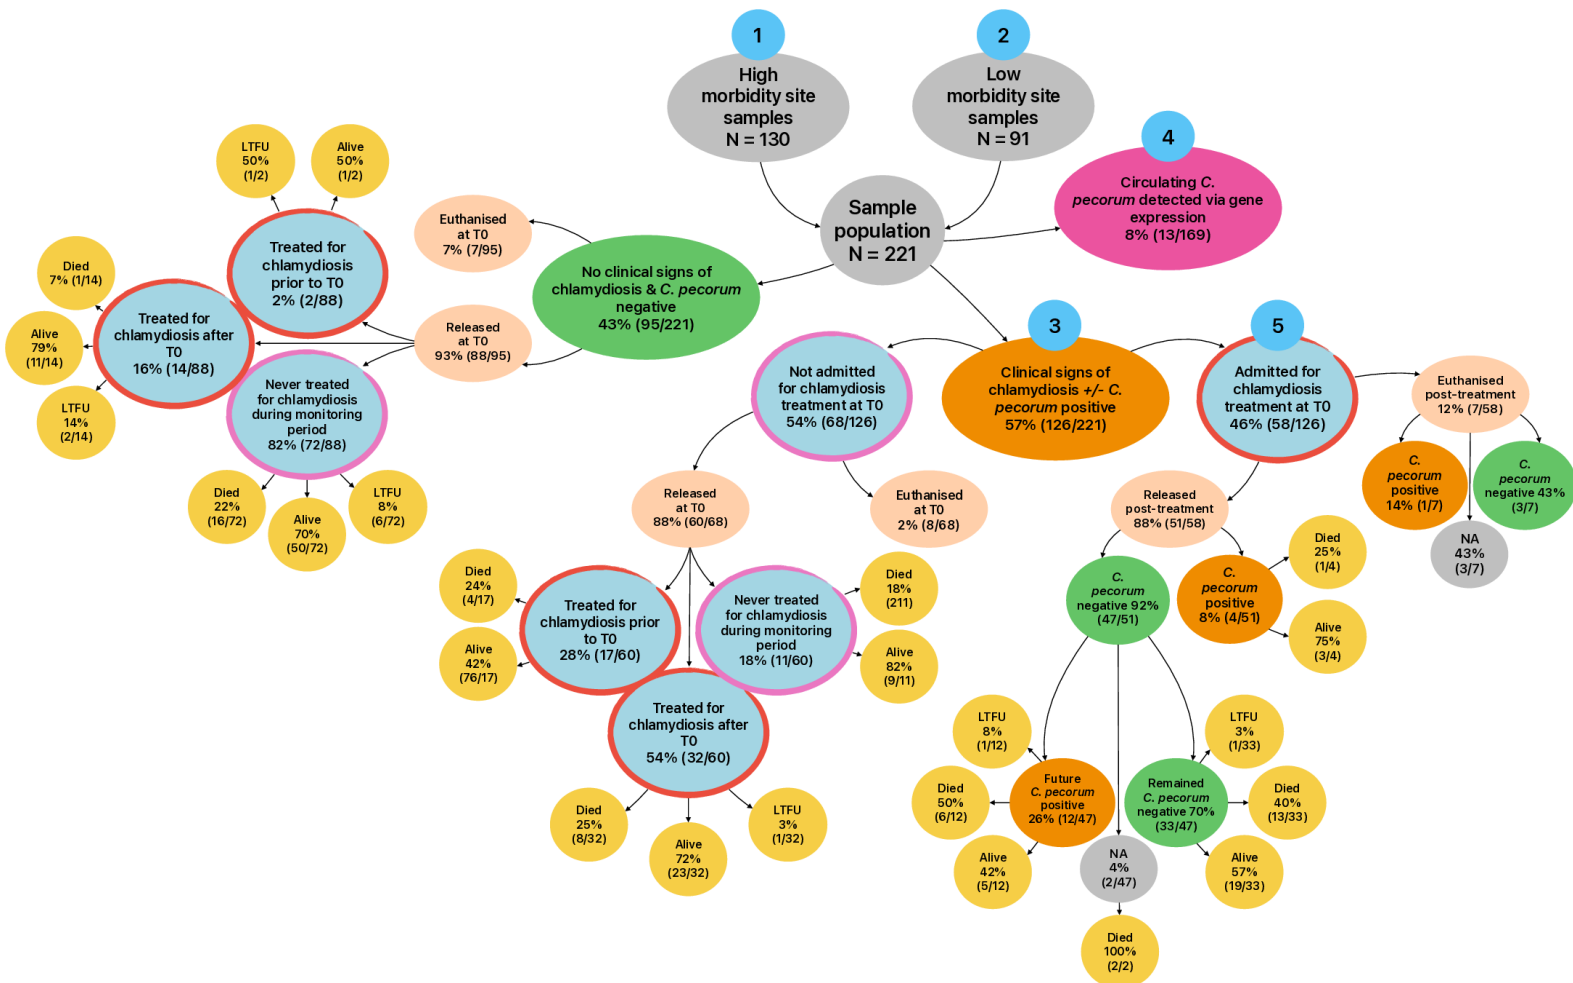 1
High
morbidity site
samples
N = 130
2
Low
morbidity site
samples
N = 91
Sample
population
N = 221
4
Circulating C.
pecorum detected via gene
expression
8% (13/169)
No clinical signs of
chlamydiosis & C. pecorum
negative
43% (95/221)
Euthanised
at T0
7% (7/95)
Released
at T0
93% (88/95)
Treated for
chlamydiosis
prior to T0
2% (2/88)
LTFU
50%
(1/2)
Alive
50%
(1/2)
Treated for
chlamydiosis after
T0
16% (14/88)
Died
7% (1/14)
Alive
79%
(11/14)
LTFU
14%
(2/14)
Never treated
for chlamydiosis
during monitoring
period
82% (72/88)
Died
22%
(16/72)
Alive
70%
(50/72)
LTFU
8%
(6/72)
3
Clinical signs of
chlamydiosis +/- C.
pecorum positive
57% (126/221)
Not admitted
for chlamydiosis
treatment at T0
54% (68/126)
Released
at T0
88% (60/68)
Euthanised
at T0
2% (8/68)
Treated for
chlamydiosis prior
to T0
28% (17/60)
Died
24%
(4/17)
Alive
42%
(76/17)
Never treated
for chlamydiosis
during monitoring
period
18% (11/60)
Died
18%
(211)
Alive
82%
(9/11)
Treated for
chlamydiosis after
T0
54% (32/60)
Died
25%
(8/32)
Alive
72%
(23/32)
LTFU
3%
(1/32)
5
Admitted for
chlamydiosis
treatment at T0
46% (58/126)
Euthanised
post-treatment
12% (7/58)
C.
pecorum
positive
14% (1/7)
NA
43%
(3/7)
C.
pecorum
negative 43%
(3/7)
Released
post-treatment
88% (51/58)
C.
pecorum
negative 92%
(47/51)
C.
pecorum
positive
8% (4/51)
Died
25%
(1/4)
Alive
75%
(3/4)
Future
C. pecorum
positive
26% (12/47)
LTFU
8%
(1/12)
Died
50%
(6/12)
Alive
42%
(5/12)
NA
4%
(2/47)
Died
100%
(2/2)
Remained
C. pecorum
negative 70%
(33/47)
LTFU
3%
(1/33)
Died
40%
(13/33)
Alive
57%
(19/33)